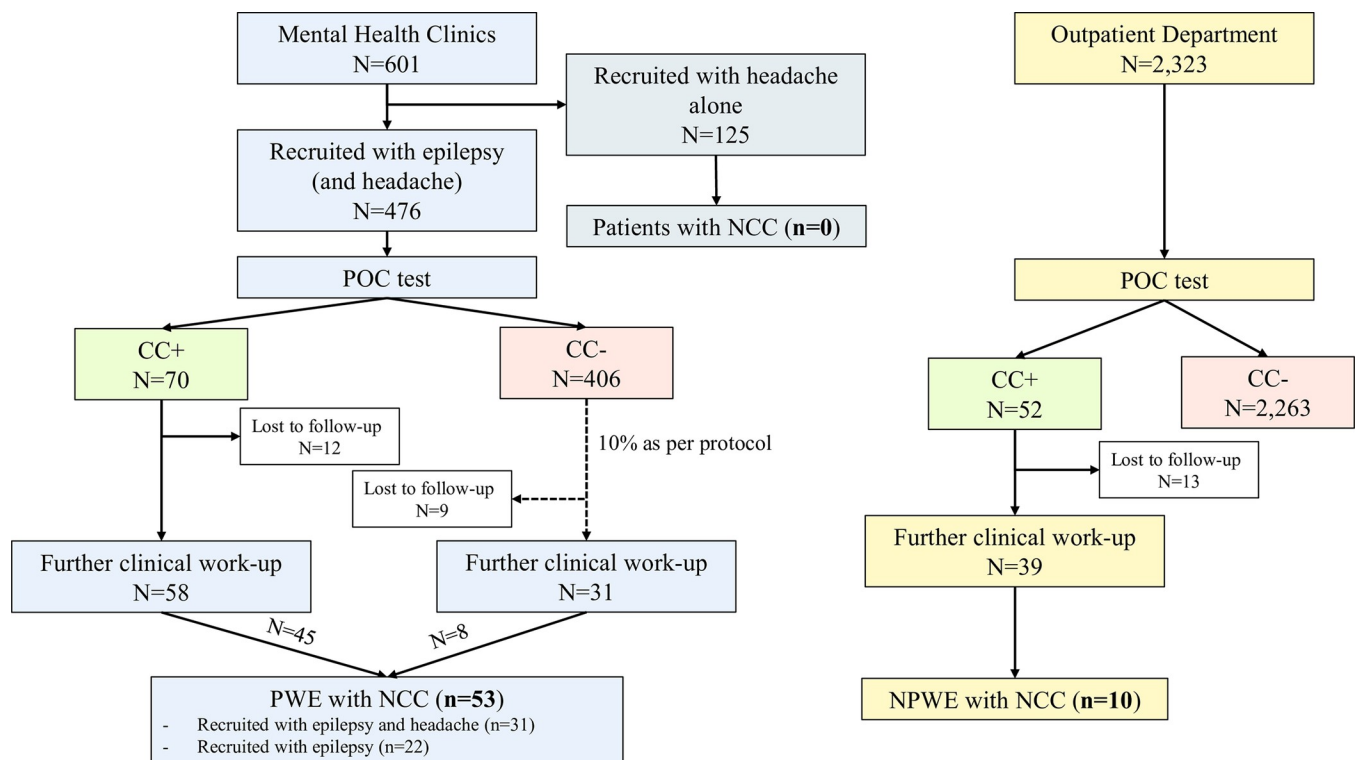 Mental Health Clinics
N=601
Recruited with headache
alone
N=125
Recruited with epilepsy
(and headache)
N=476
Patients with NCC (n=0)
POC test
CC+
N=70
CC-
N=406
Lost to follow-up
N=12
10% as per protocol
Lost to follow-up
N=9
Further clinical work-up
N=58
Further clinical work-up
N=31
N=45
N=8
PWE with NCC (n=53)
- Recruited with epilepsy and headache (n=31)
- Recruited with epilepsy (n=22)
Outpatient Department
N=2,323
POC test
CC+
N=52
CC-
N=2,263
Lost to follow-up
N=13
Further clinical work-up
N=39
NPWE with NCC (n=10)